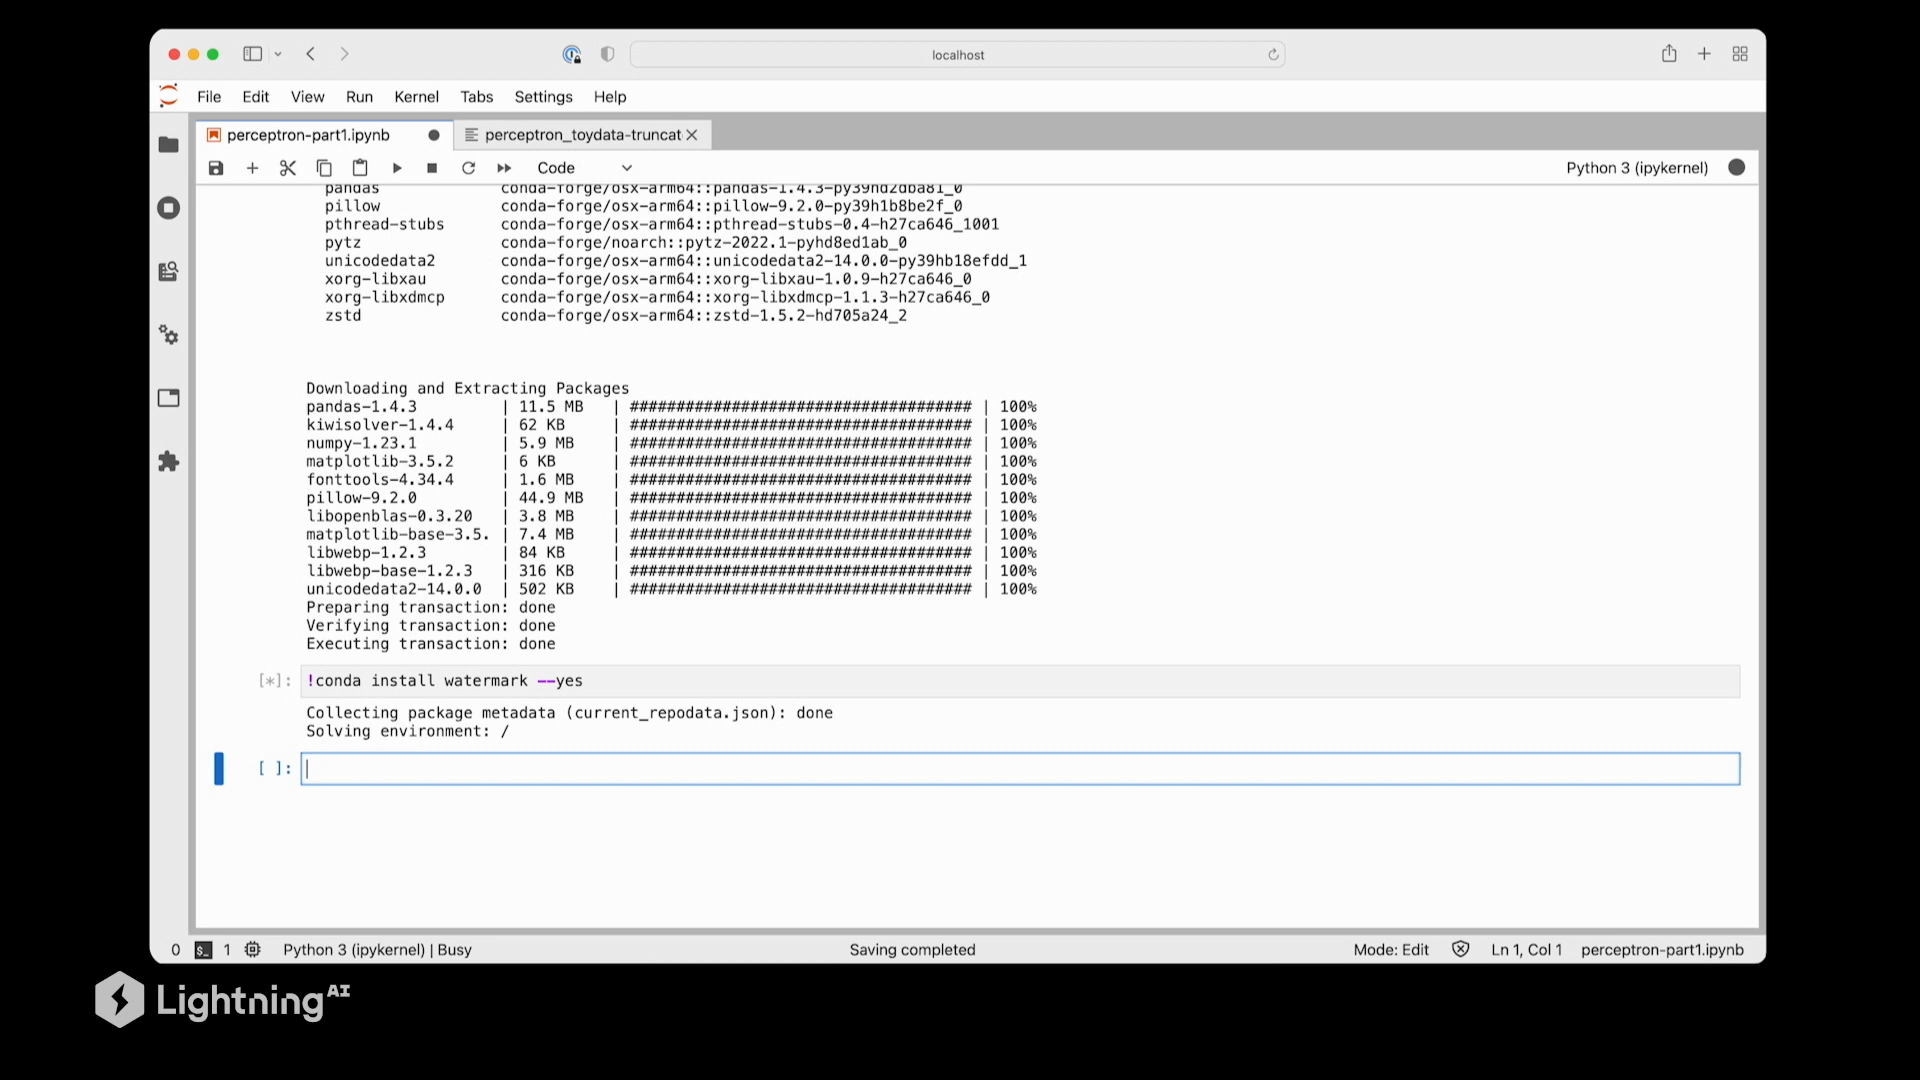 localhost
File Edit View Run Kernel Tabs Settings Help
perceptron-part1.ipynb perceptron_toydata-truncat
Code Python 3 (ipykernel)
pandas conda-forge/osx-arm64::pandas-1.4.3-py39hd2dba81_0
pillow conda-forge/osx-arm64::pillow-9.2.0-py39h1b8be2f_0
pthread-stubs conda-forge/osx-arm64::pthread-stubs-0.4-h27ca646_1001
pytz conda-forge/noarch::pytz-2022.1-pyhd8ed1ab_0
unicodedata2 conda-forge/osx-arm64::unicodedata2-14.0.0-py39hb18efdd_1
xorg-libxau conda-forge/osx-arm64::xorg-libxau-1.0.9-h27ca646_0
xorg-libxdmcp conda-forge/osx-arm64::xorg-libxdmcp-1.1.3-h27ca646_0
zstd conda-forge/osx-arm64::zstd-1.5.2-hd705a24_2
Downloading and Extracting Packages
pandas-1.4.3 | 11.5 MB | ##################################### | 100%
kiwisolver-1.4.4 | 62 KB | ##################################### | 100%
numpy-1.23.1 | 5.9 MB | ##################################### | 100%
matplotlib-3.5.2 | 6 KB | ##################################### | 100%
fonttools-4.34.4 | 1.6 MB | ##################################### | 100%
pillow-9.2.0 | 44.9 MB | ##################################### | 100%
libopenblas-0.3.20 | 3.8 MB | ##################################### | 100%
matplotlib-base-3.5. | 7.4 MB | ##################################### | 100%
libwebp-1.2.3 | 84 KB | ##################################### | 100%
libwebp-base-1.2.3 | 316 KB | ##################################### | 100%
unicodedata2-14.0.0 | 502 KB | ##################################### | 100%
Preparing transaction: done
Verifying transaction: done
Executing transaction: done
[*]: !conda install watermark --yes
Collecting package metadata (current_repodata.json): done
Solving environment: /
[ ]:
0 $_ 1 Python 3 (ipykernel) | Busy Saving completed Mode: Edit Ln 1, Col 1 perceptron-part1.ipynb
Lightning AI